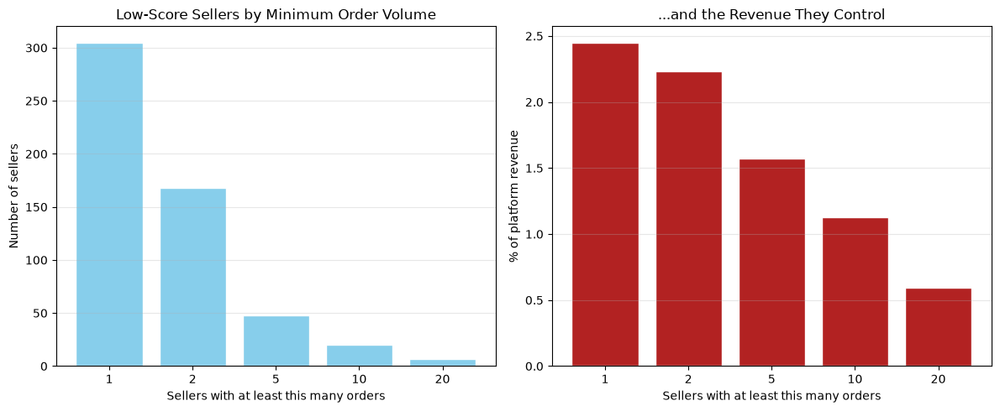 Low-Score Sellers by Minimum Order Volume
Number of sellers
300
250
200
150
100
50
0
1 2 5 10 20
Sellers with at least this many orders
...and the Revenue They Control
% of platform revenue
2.5
2.0
1.5
1.0
0.5
0.0
1 2 5 10 20
Sellers with at least this many orders